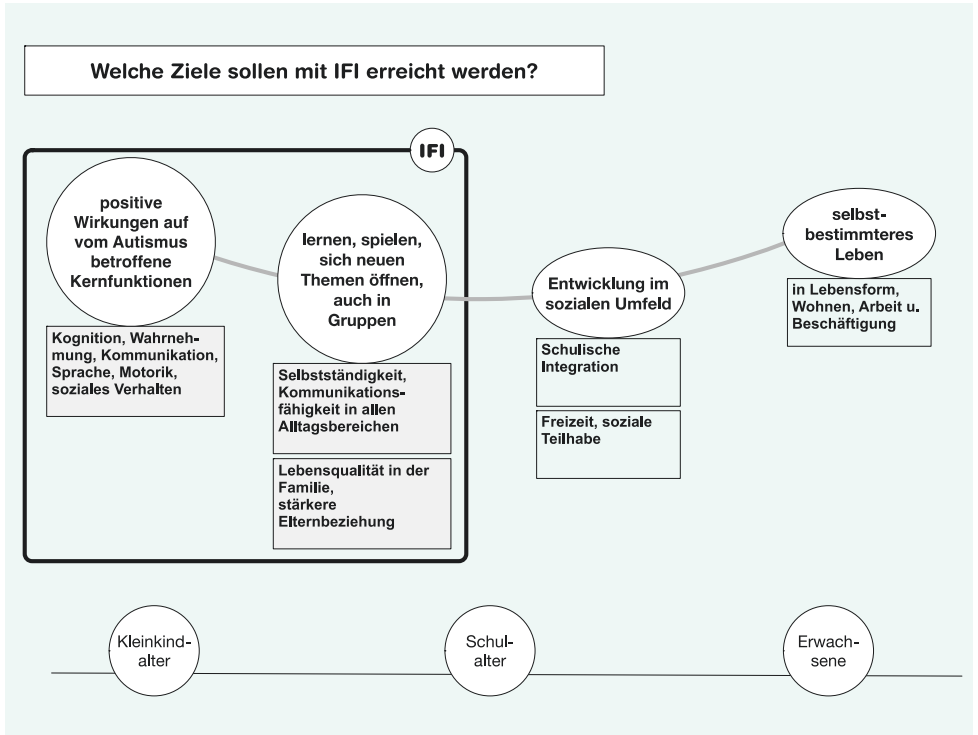 Welche Ziele sollen mit IFI erreicht werden?
IFI
positive
Wirkungen auf
vom Autismus
betroffene
Kernfunktionen
Kognition, Wahrneh-
mung, Kommunikation,
Sprache, Motorik,
soziales Verhalten
lernen, spielen,
sich neuen
Themen öffnen,
auch in
Gruppen
Selbstständigkeit,
Kommunikations-
fähigkeit in allen
Alltagsbereichen
Lebensqualität in der
Familie,
stärkere
Elternbeziehung
Entwicklung im
sozialen Umfeld
Schulische
Integration
Freizeit, soziale
Teilhabe
selbst-
bestimmteres
Leben
in Lebensform,
Wohnen, Arbeit u.
Beschäftigung
Kleinkind-
alter
Schul-
alter
Erwach-
sene